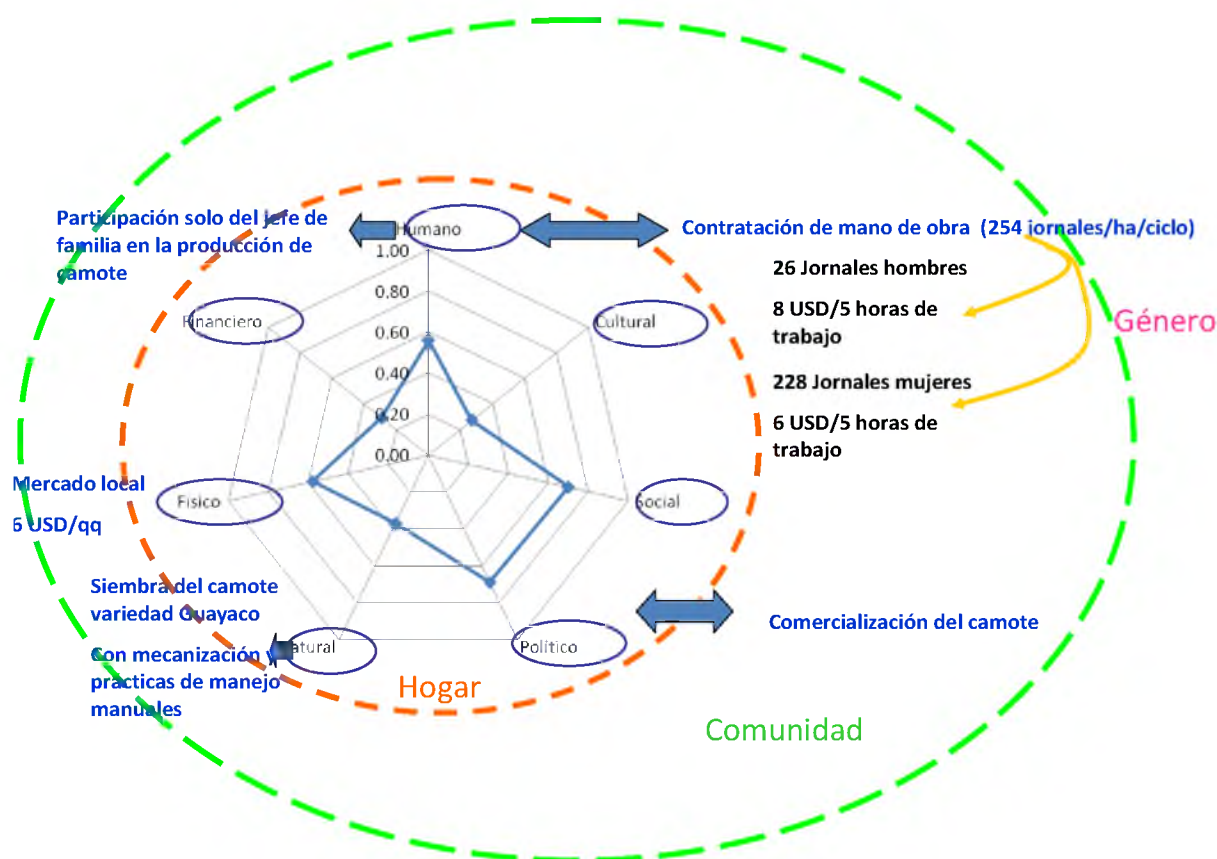 Participación solo del jefe de
familia en la producción de
camote
Humano
Contratación de mano de obra (254 jornales/ha/ciclo)
26 Jornales hombres
8 USD/5 horas de
trabajo
228 Jornales mujeres
6 USD/5 horas de
trabajo
Género
1.00
0.80
0.60
0.40
0.20
0.00
Financiero
Cultural
Mercado local
6 USD/qq
Fisico
Social
Siembra del camote
variedad Guayaco
Con mecanización y
practicas de manejo
manuales
atural
Político
Comercialización del camote
Hogar
Comunidad